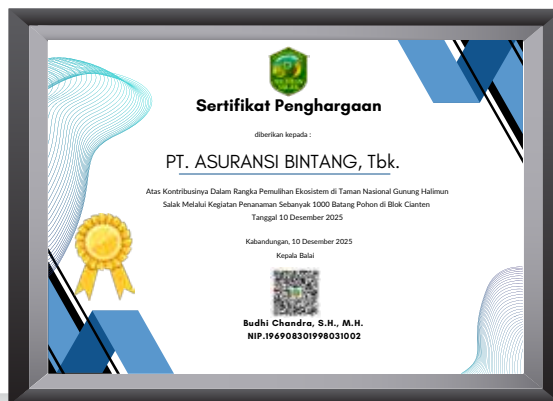 Sertifikat Penghargaan
diberikan kepada :
PT. ASURANSI BINTANG, Tbk.
Atas Kontribusinya Dalam Rangka Pemulihan Ekosistem di Taman Nasional Gunung Halimun
Salak Melalui Kegiatan Penanaman Sebanyak 1000 Batang Pohon di Blok Cianten
Tanggal 10 Desember 2025
Kabandungan, 10 Desember 2025
Kepala Balai
Budhi Chandra, S.H., M.H.
NIP.196908301998031002